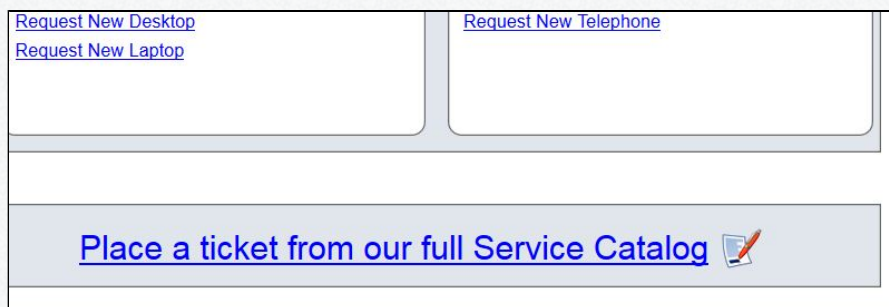 Request New Desktop
Request New Laptop
Request New Telephone
Place a ticket from our full Service Catalog